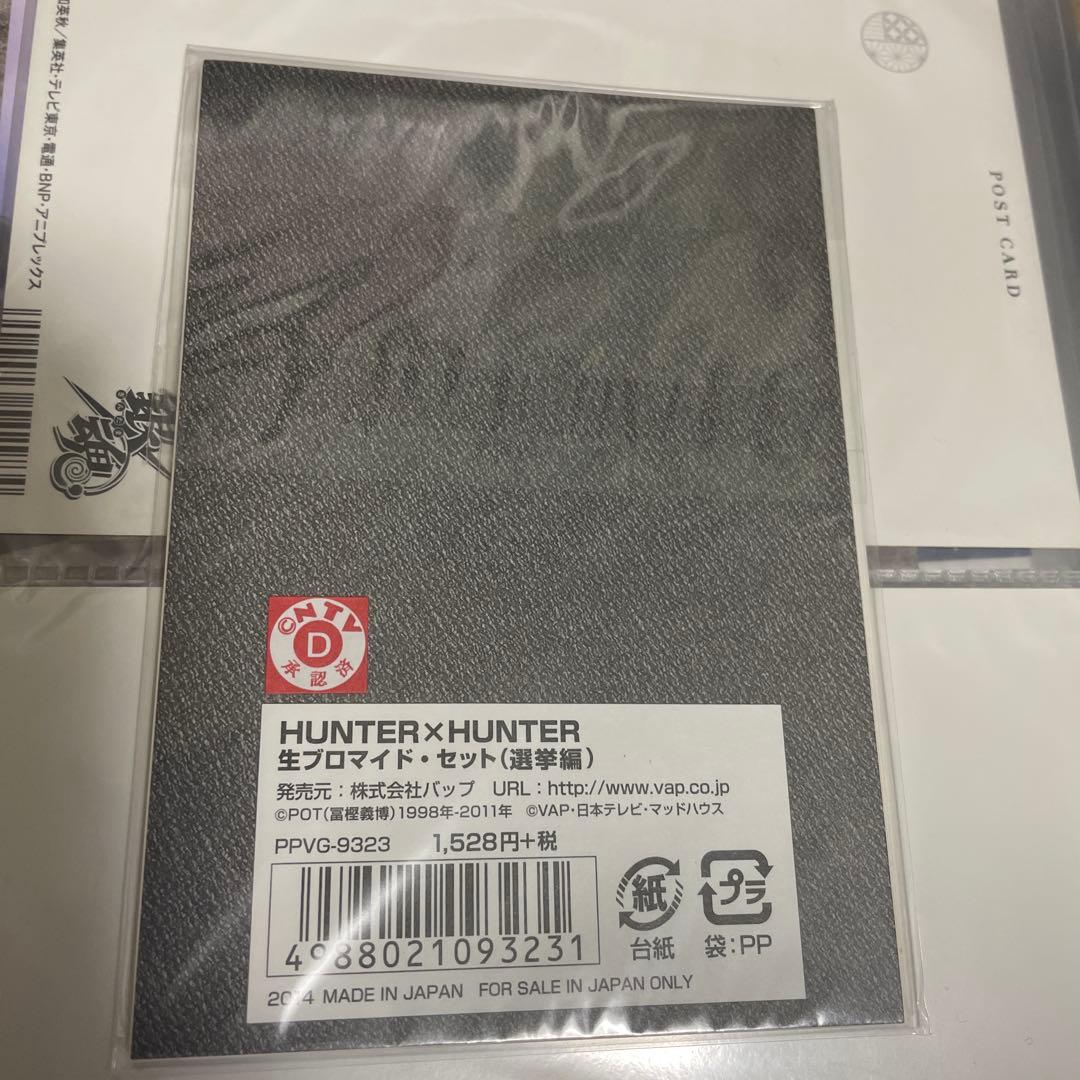 和英秋／集英社・テレビ東京・電通・BNP・アニプレックス
銀魂
POST CARD
CNTV
D
承認済
HUNTER×HUNTER
生ブロマイド・セット（選挙編）
発売元：株式会社バップ URL：http://www.vap.co.jp
©POT（冨樫義博）1998年-2011年 ©VAP・日本テレビ・マッドハウス
PPVG-9323 1,528円+税
4988021093231
紙
台紙
プラ
袋：PP
2014 MADE IN JAPAN FOR SALE IN JAPAN ONLY